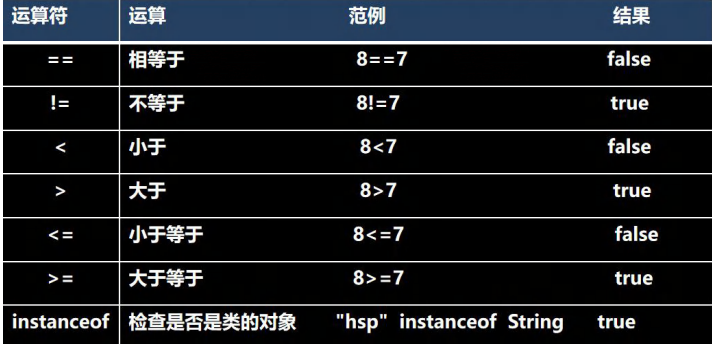 运算符 运算 范例 结果
== 相等于 8==7 false
!= 不等于 8!=7 true
< 小于 8<7 false
> 大于 8>7 true
<= 小于等于 8<=7 false
>= 大于等于 8>=7 true
instanceof 检查是否是类的对象 "hsp" instanceof String true